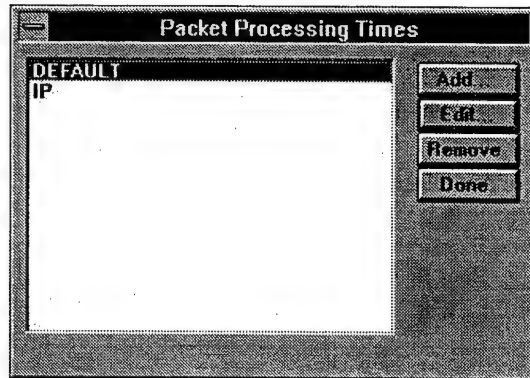 Packet Processing Times
DEFAULT
IP
Add...
Edit...
Remove
Done